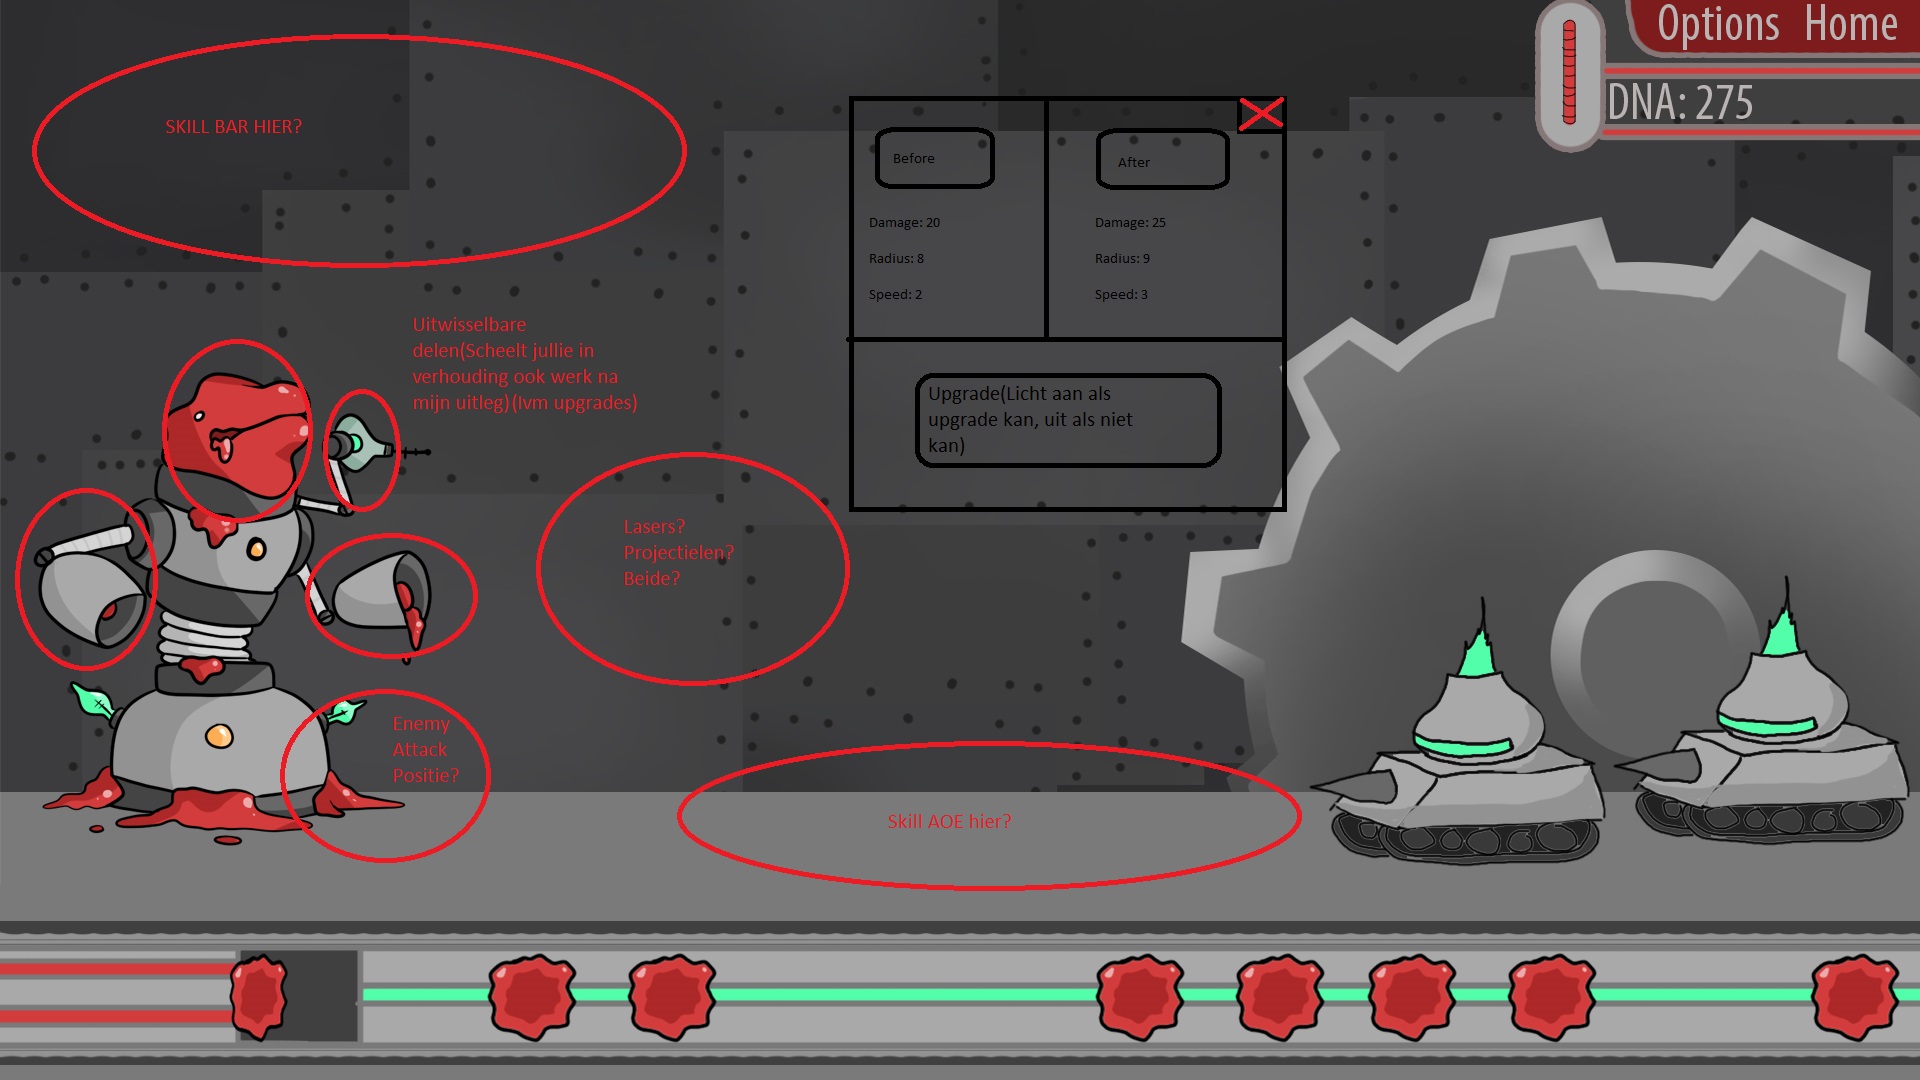 Options Home
DNA: 275
SKILL BAR HIER?
Before
After
Damage: 20
Radius: 8
Speed: 2
Damage: 25
Radius: 9
Speed: 3
Upgrade(Licht aan als
upgrade kan, uit als niet
kan)
Uitwisselbare
delen(Scheelt jullie in
verhouding ook werk na
mijn uitleg)(Ivm upgrades)
Lasers?
Projectielen?
Beide?
Enemy
Attack
Positie?
Skill AOE hier?